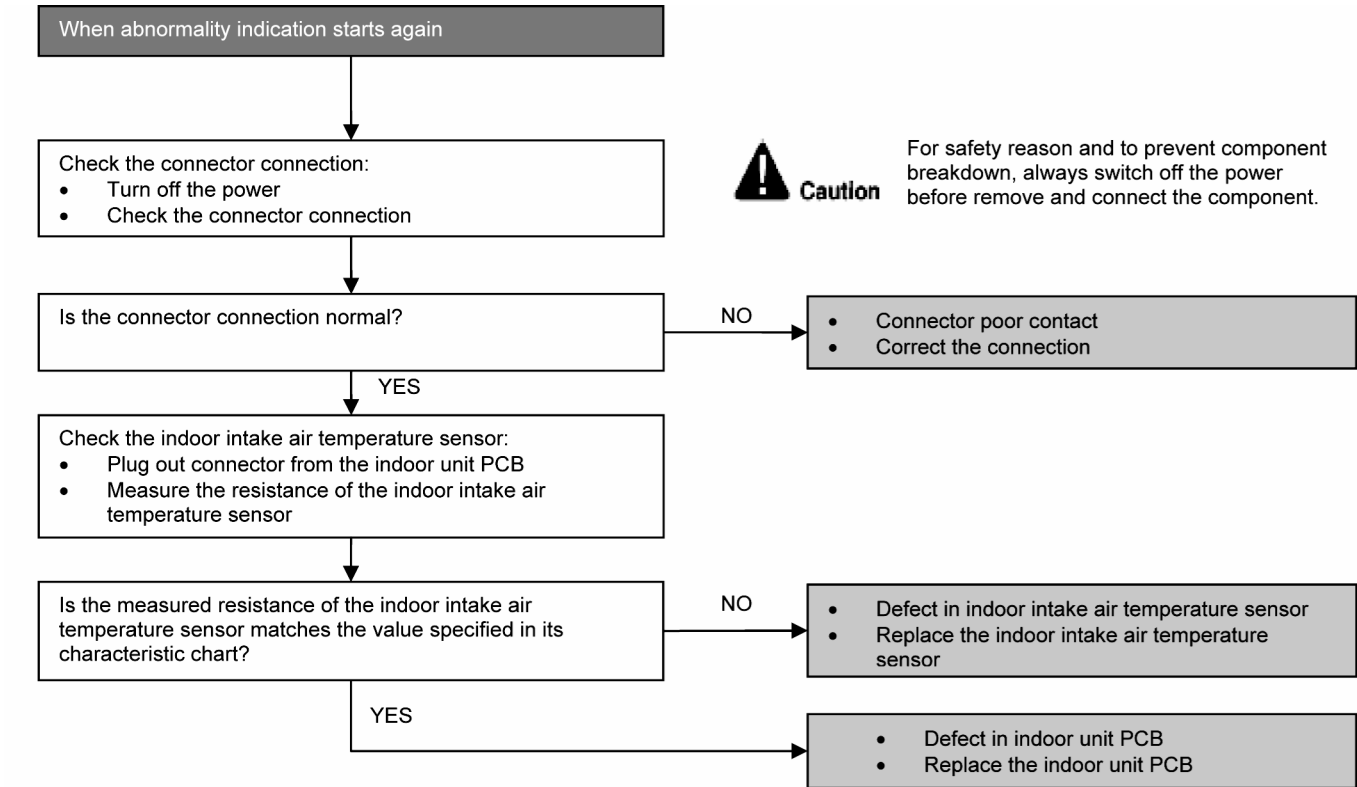 When abnormality indication starts again
Check the connector connection:
• Turn off the power
• Check the connector connection
Caution
For safety reason and to prevent component
breakdown, always switch off the power
before remove and connect the component.
Is the connector connection normal?
NO
• Connector poor contact
• Correct the connection
YES
Check the indoor intake air temperature sensor:
• Plug out connector from the indoor unit PCB
• Measure the resistance of the indoor intake air
temperature sensor
Is the measured resistance of the indoor intake air
temperature sensor matches the value specified in its
characteristic chart?
NO
• Defect in indoor intake air temperature sensor
• Replace the indoor intake air temperature
sensor
YES
• Defect in indoor unit PCB
• Replace the indoor unit PCB